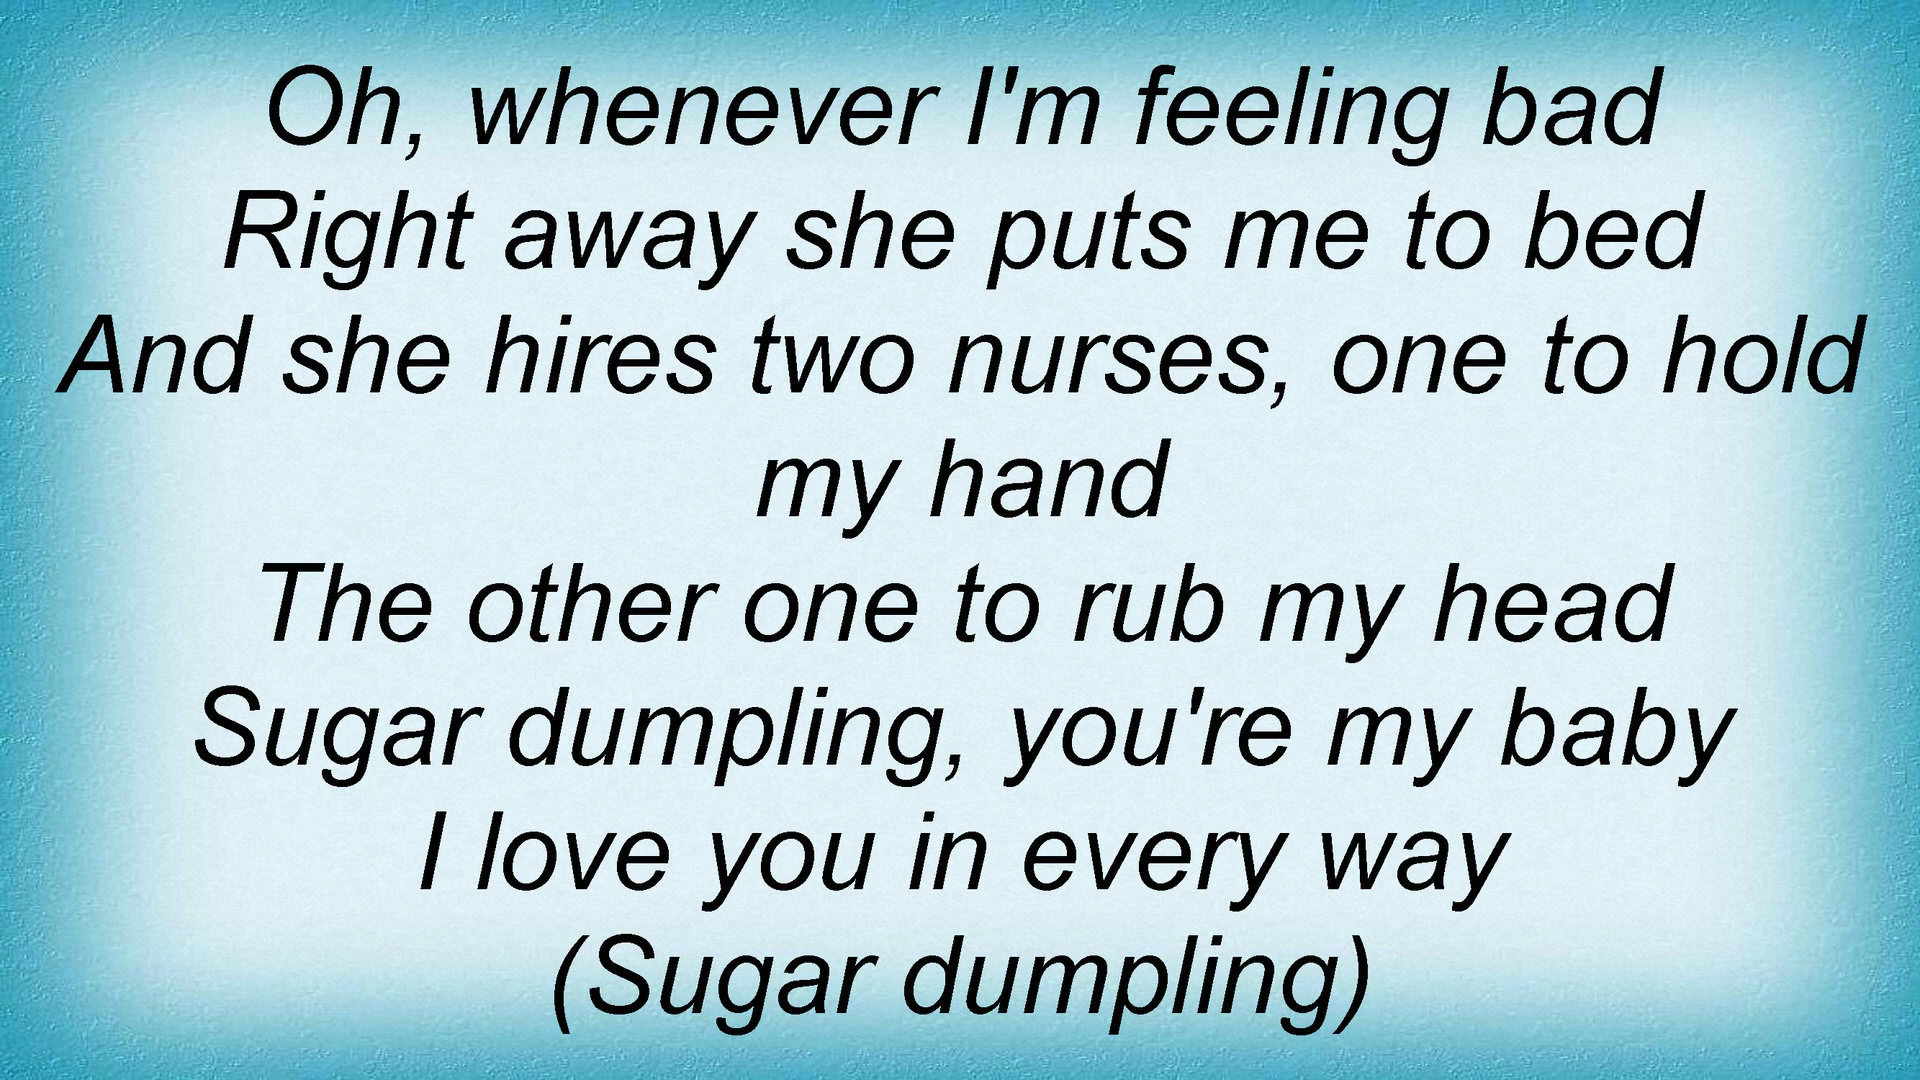 Oh, whenever I'm feeling bad
Right away she puts me to bed
And she hires two nurses, one to hold
my hand
The other one to rub my head
Sugar dumpling, you're my baby
I love you in every way
(Sugar dumpling)